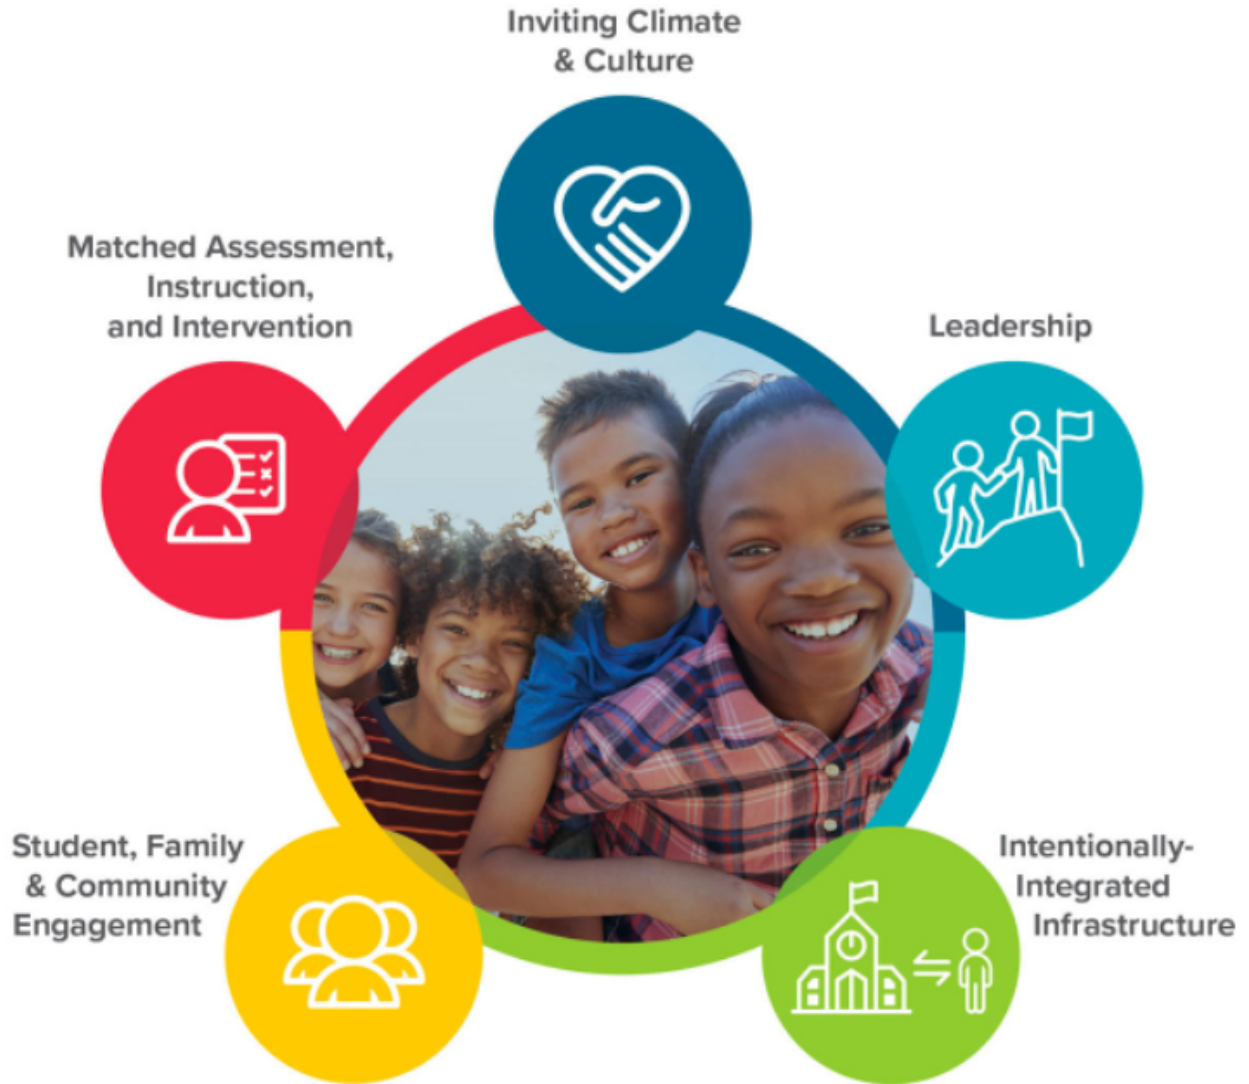 Inviting Climate
& Culture
Matched Assessment,
Instruction,
and Intervention
Leadership
Student, Family
& Community
Engagement
Intentionally-
Integrated
Infrastructure